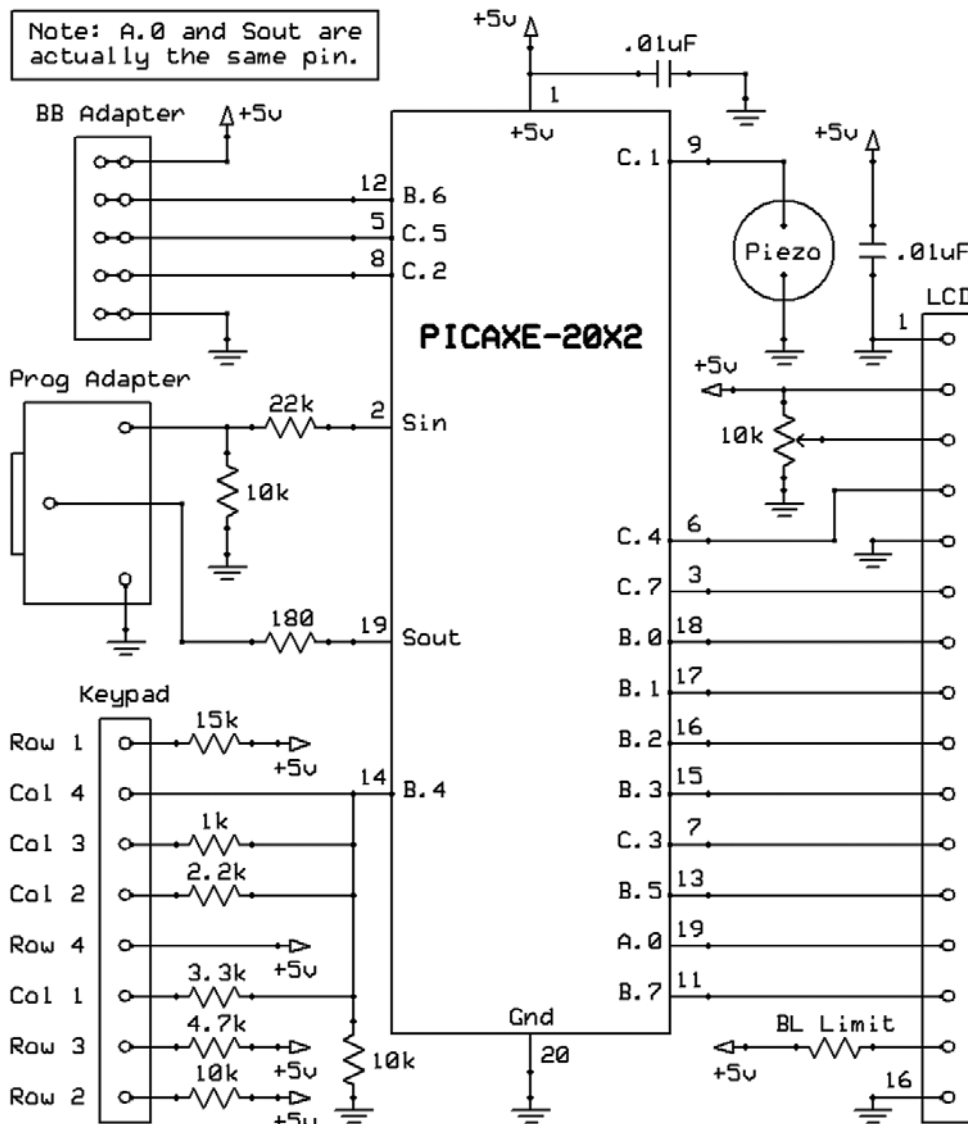 Note: A.0 and Sout are
actually the same pin.
+5v
.01uF
1
+5v
BB Adapter
+5v
12
B.6
5
C.5
8
C.2
C.1
9
Piezo
+5v
.01uF
LCD
1
PICAXE-20X2
Prog Adapter
22k
2
Sin
10k
180
19
Sout
+5v
10k
C.4
6
C.7
3
B.0
18
B.1
17
B.2
16
B.3
15
C.3
7
B.5
13
A.0
19
B.7
11
Keypad
Row 1
15k
+5v
Col 4
14
B.4
Col 3
1k
Col 2
2.2k
Row 4
+5v
Col 1
3.3k
Row 3
4.7k
+5v
Row 2
10k
+5v
10k
Gnd
20
BL Limit
+5v
16